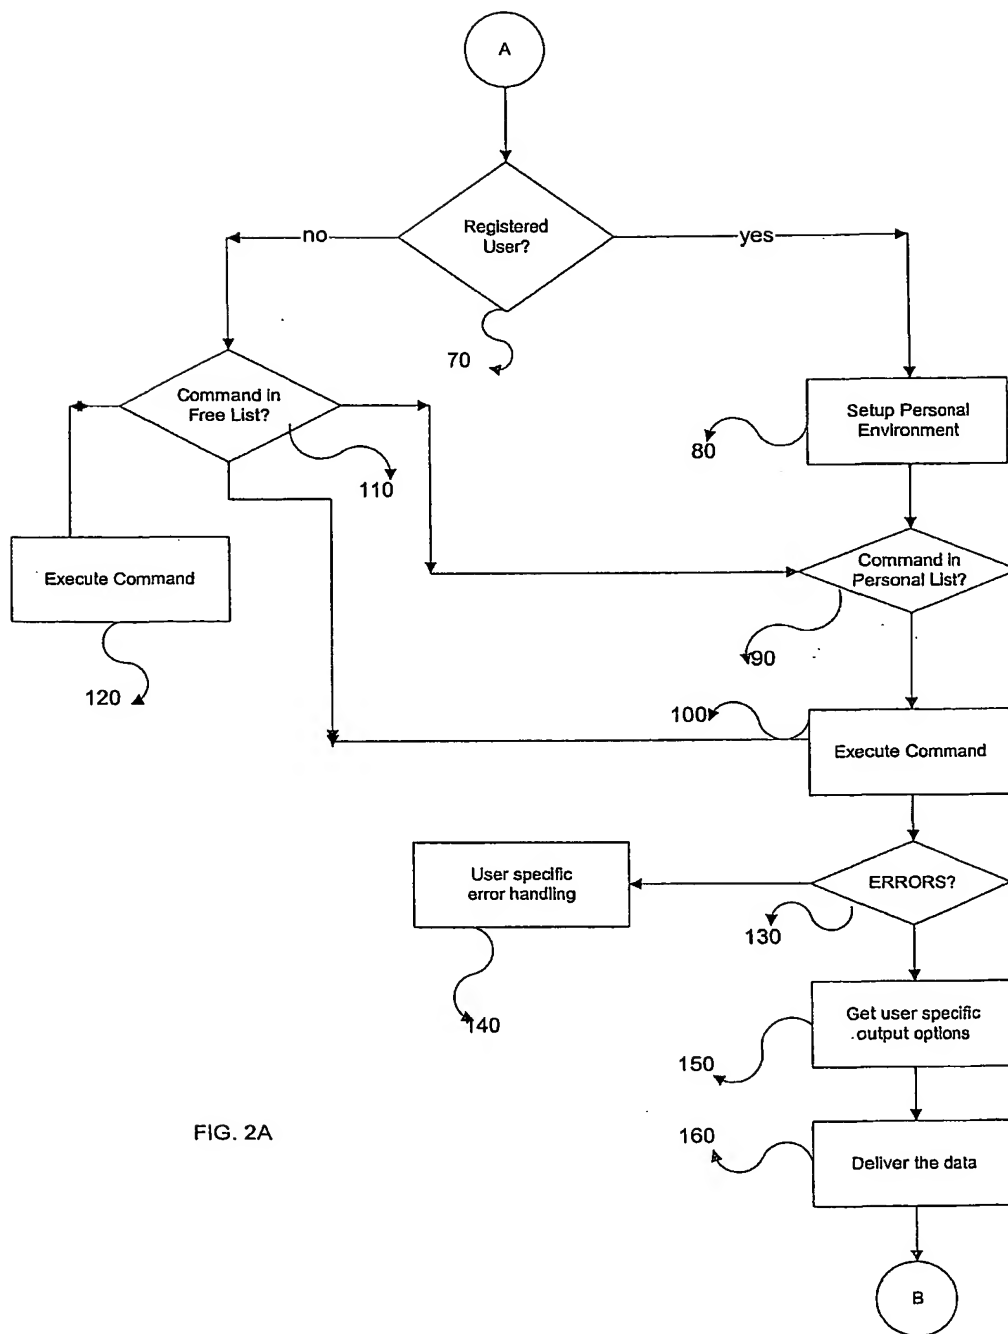 A
Registered
User?
no
yes
70
Command in
Free List?
110
Setup Personal
Environment
80
Execute Command
120
Command in
Personal List?
90
100
Execute Command
User specific
error handling
140
ERRORS?
130
Get user specific
output options
150
FIG. 2A
160
Deliver the data
B